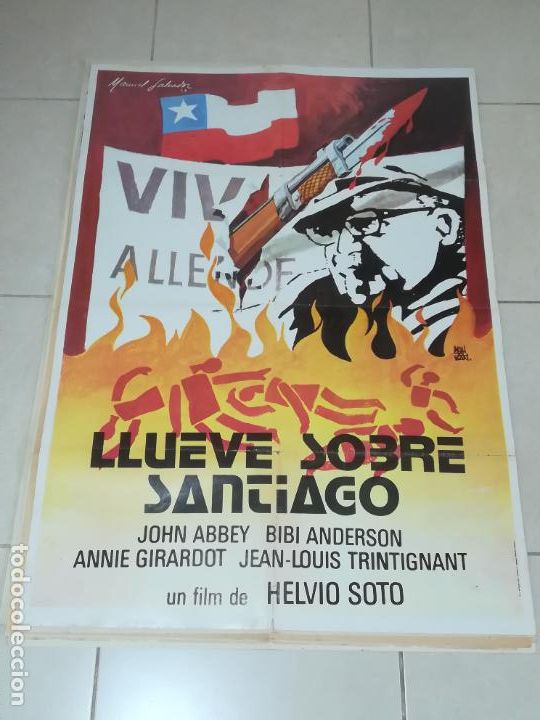 Manuel Salvador
VIVA
ALLENDE
LLUEVE SOBRE
SANTIAGO
JOHN ABBEY BIBI ANDERSON
ANNIE GIRARDOT JEAN-LOUIS TRINTIGNANT
un film de HELVIO SOTO
todocoleccion